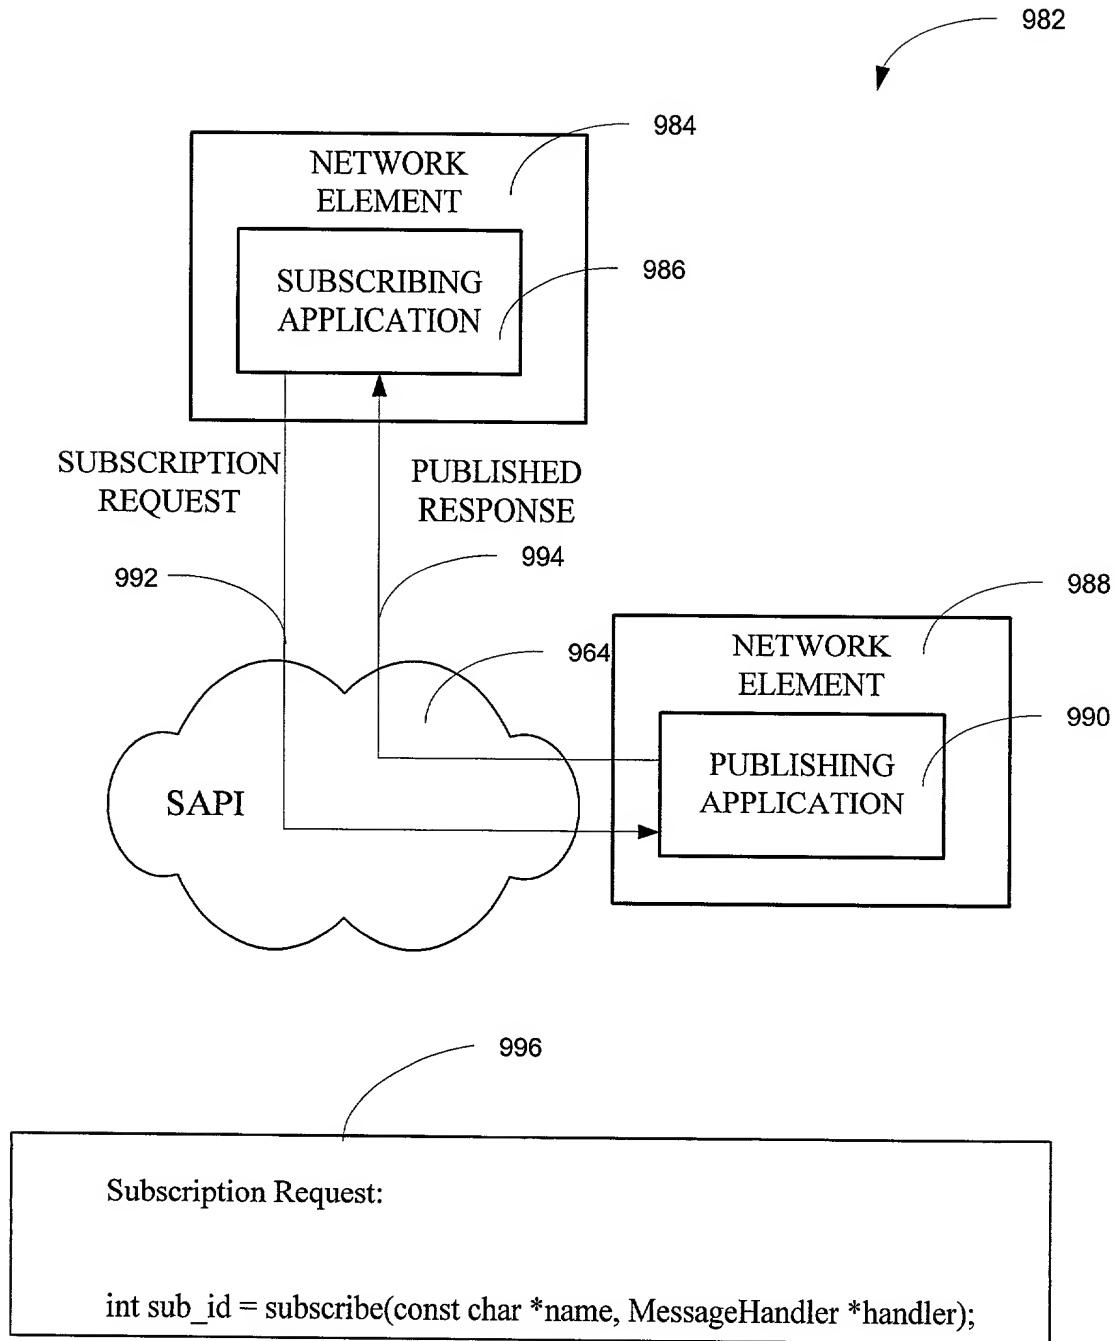 982
984
NETWORK
ELEMENT
986
SUBSCRIBING
APPLICATION
SUBSCRIPTION
REQUEST
PUBLISHED
RESPONSE
992
994
988
964
NETWORK
ELEMENT
990
PUBLISHING
APPLICATION
SAPI
996
Subscription Request:
int sub_id = subscribe(const char *name, MessageHandler *handler);